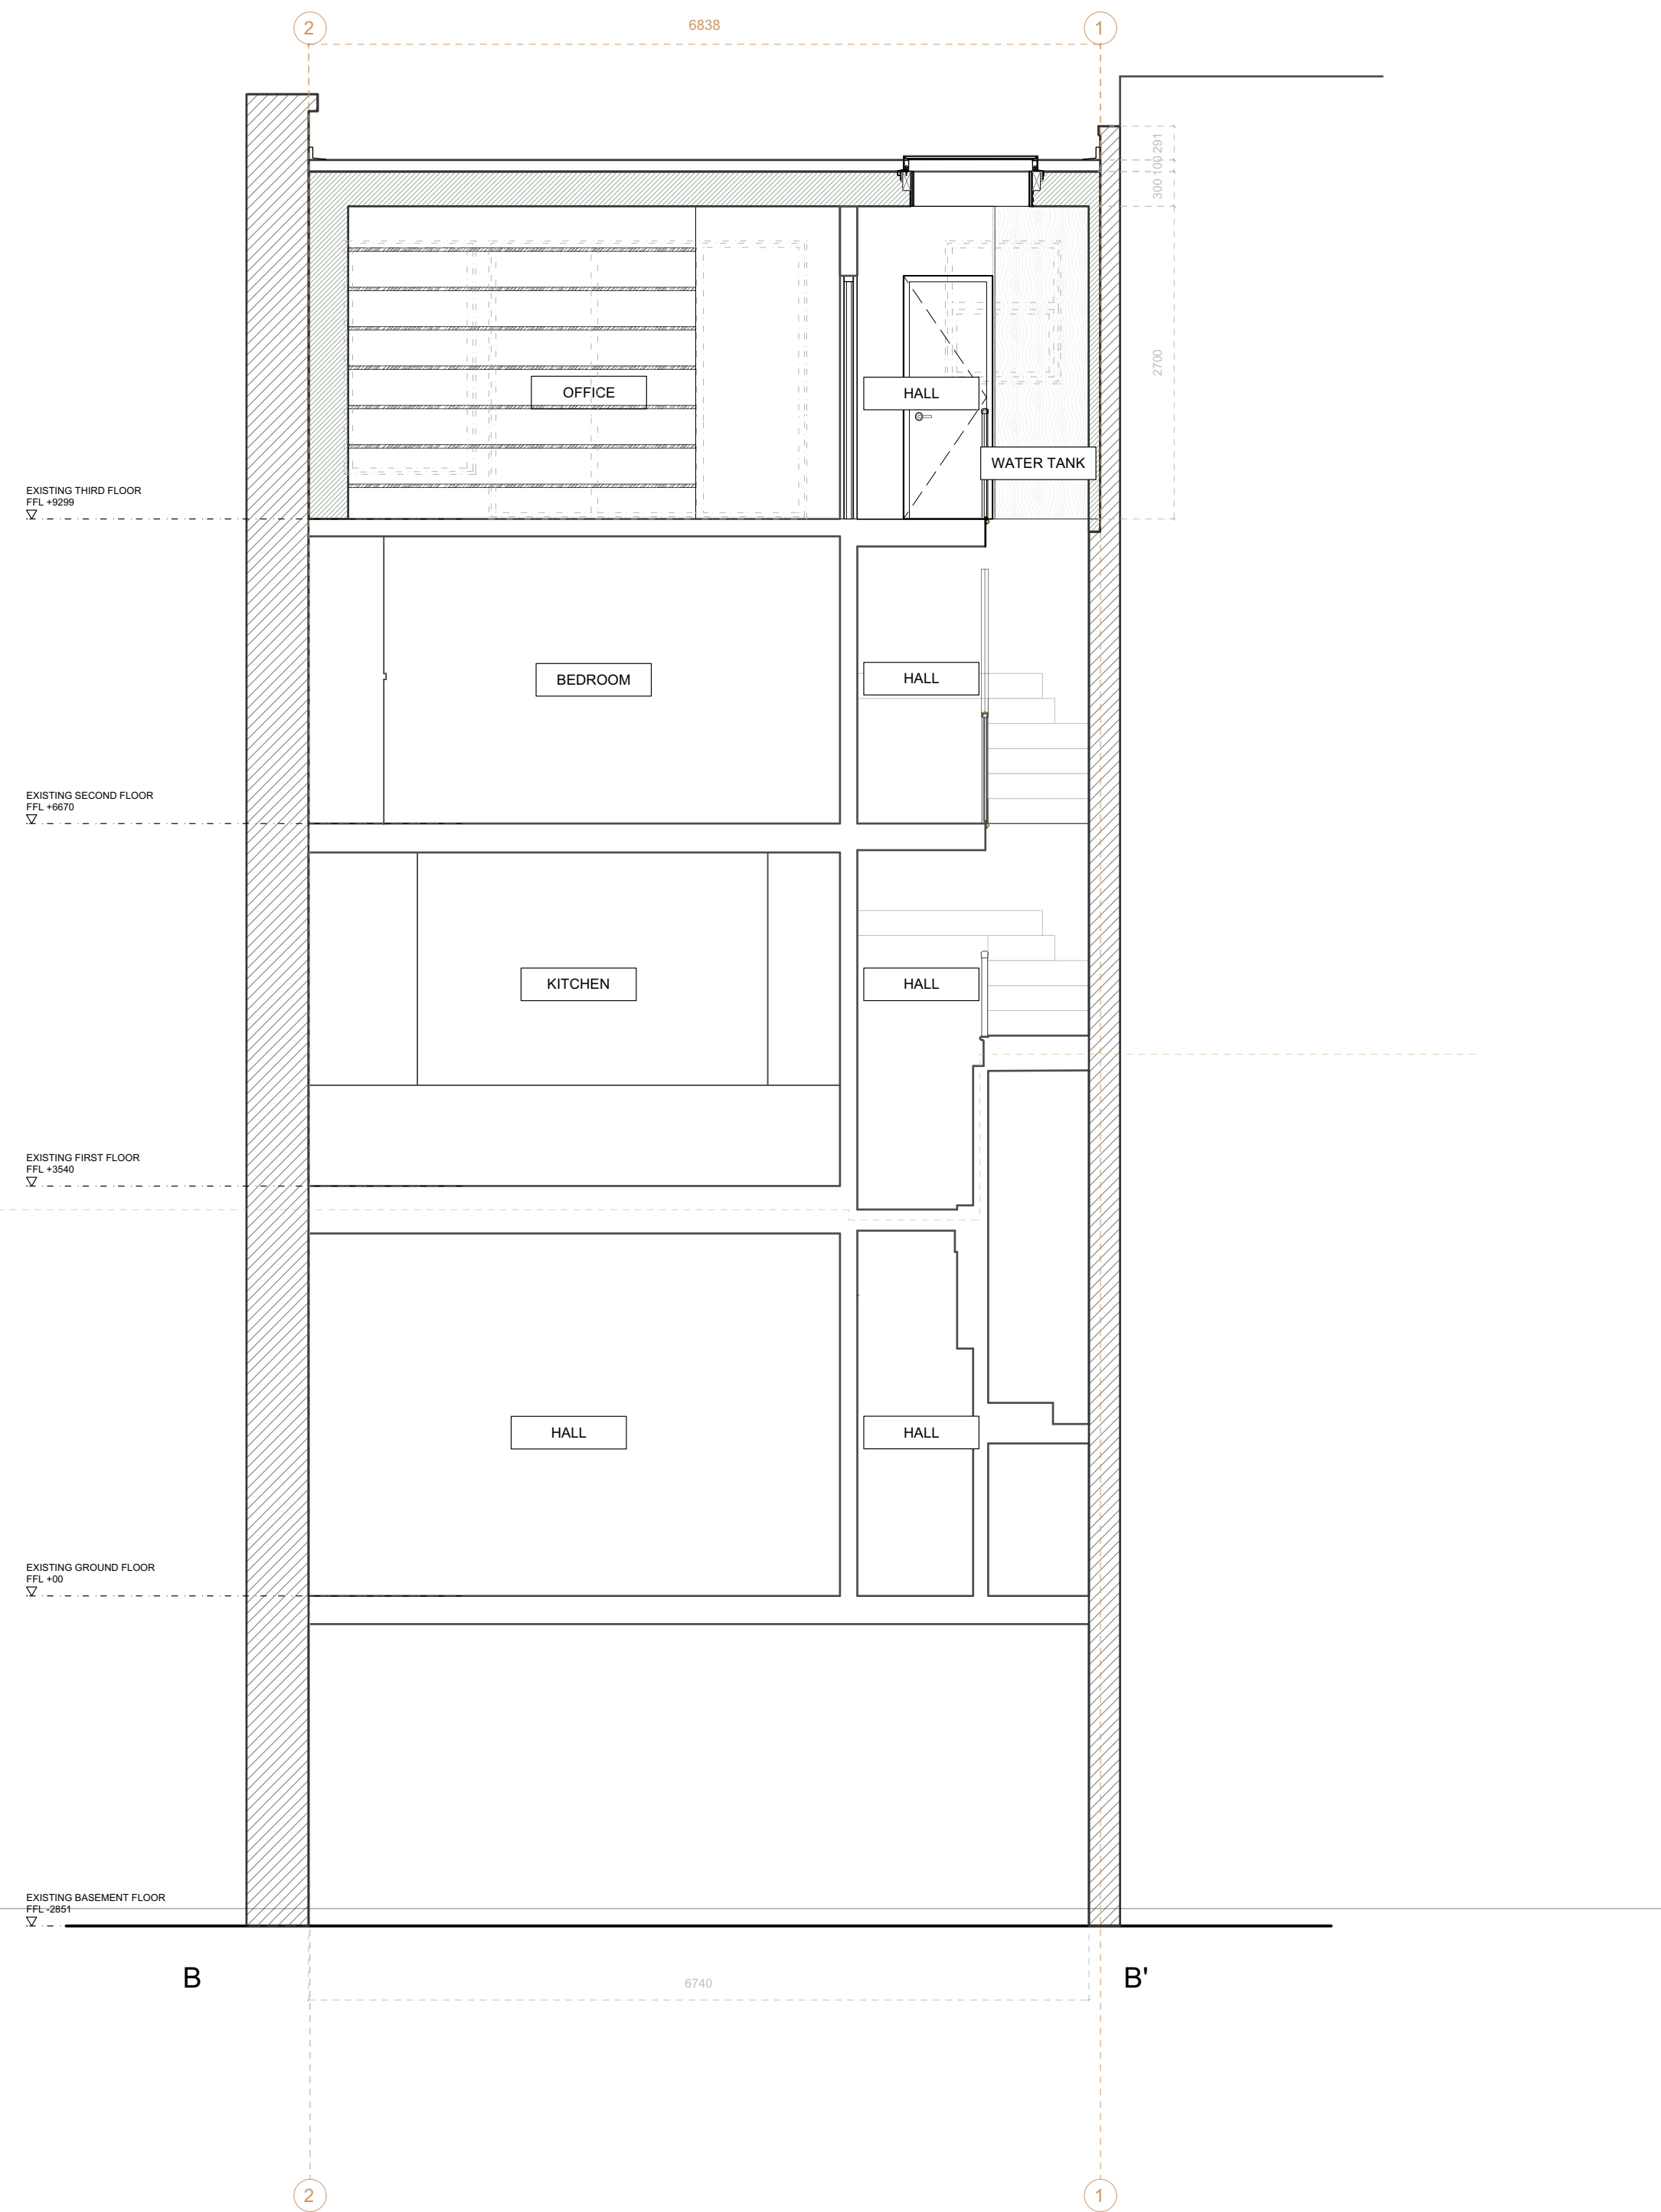 2
6838
1
291
100
300
2700
OFFICE
HALL
WATER TANK
EXISTING THIRD FLOOR
FFL +9299
BEDROOM
HALL
EXISTING SECOND FLOOR
FFL +6670
KITCHEN
HALL
EXISTING FIRST FLOOR
FFL +3540
HALL
HALL
EXISTING GROUND FLOOR
FFL +00
EXISTING BASEMENT FLOOR
FFL -2851
B
6740
B'
2
1